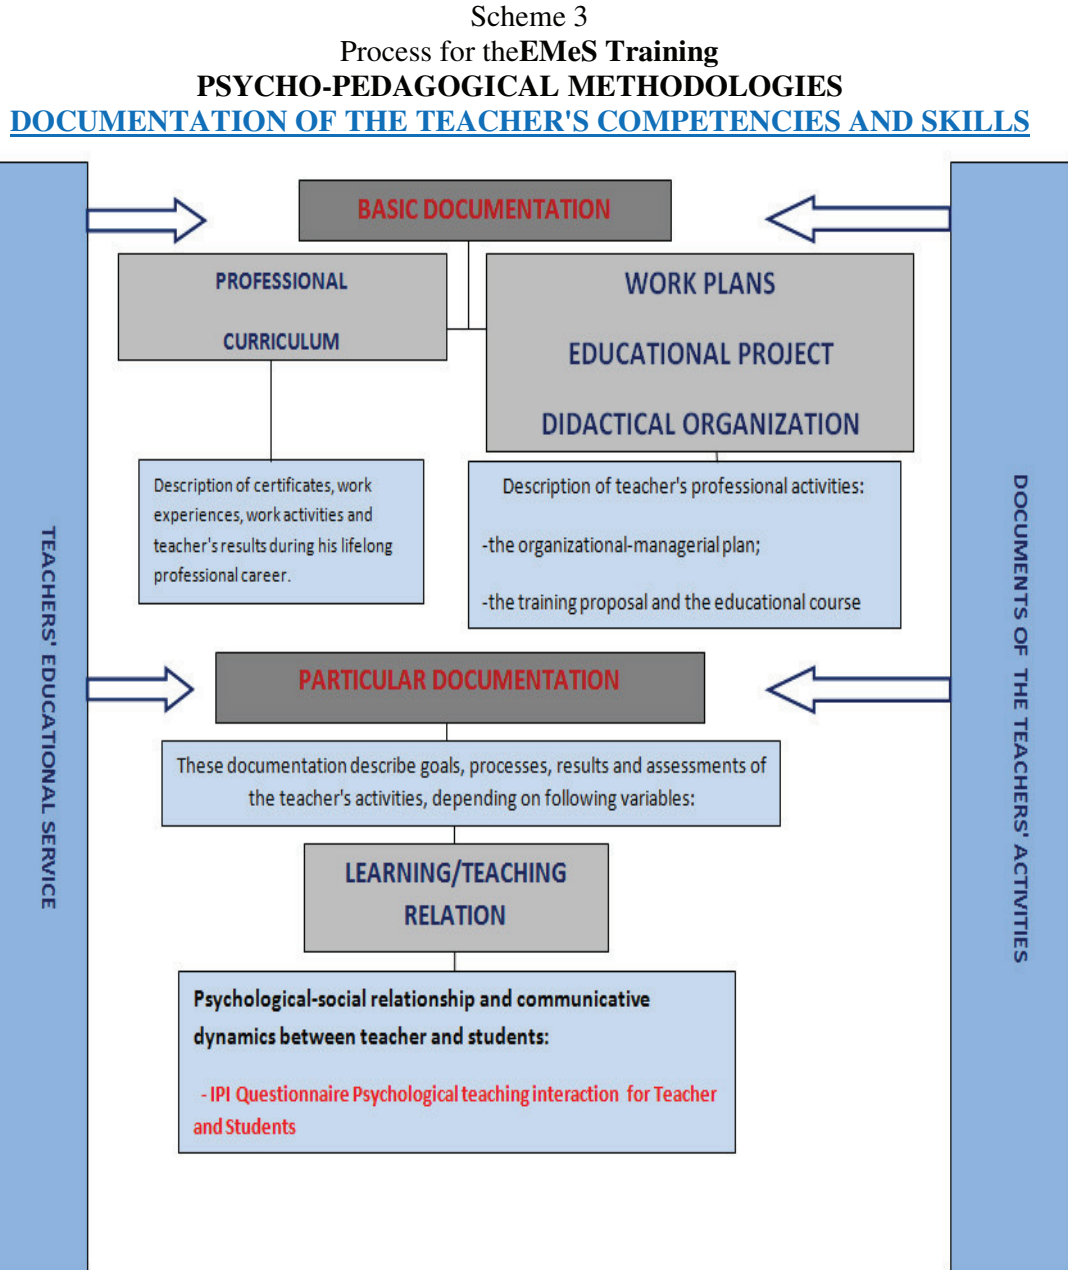 Scheme 3
Process for theEMeS Training
PSYCHO-PEDAGOGICAL METHODOLOGIES
DOCUMENTATION OF THE TEACHER'S COMPETENCIES AND SKILLS
BASIC DOCUMENTATION
PROFESSIONAL
CURRICULUM
WORK PLANS
EDUCATIONAL PROJECT
DIDACTICAL ORGANIZATION
Description of certificates, work
experiences, work activities and
teacher's results during his lifelong
professional career.
Description of teacher's professional activities:
-the organizational-managerial plan;
-the training proposal and the educational course
TEACHERS' EDUCATIONAL SERVICE
DOCUMENTS OF THE TEACHERS' ACTIVITIES
PARTICULAR DOCUMENTATION
These documentation describe goals, processes, results and assessments of
the teacher's activities, depending on following variables:
LEARNING/TEACHING
RELATION
Psychological-social relationship and communicative
dynamics between teacher and students:
- IPI Questionnaire Psychological teaching interaction for Teacher
and Students